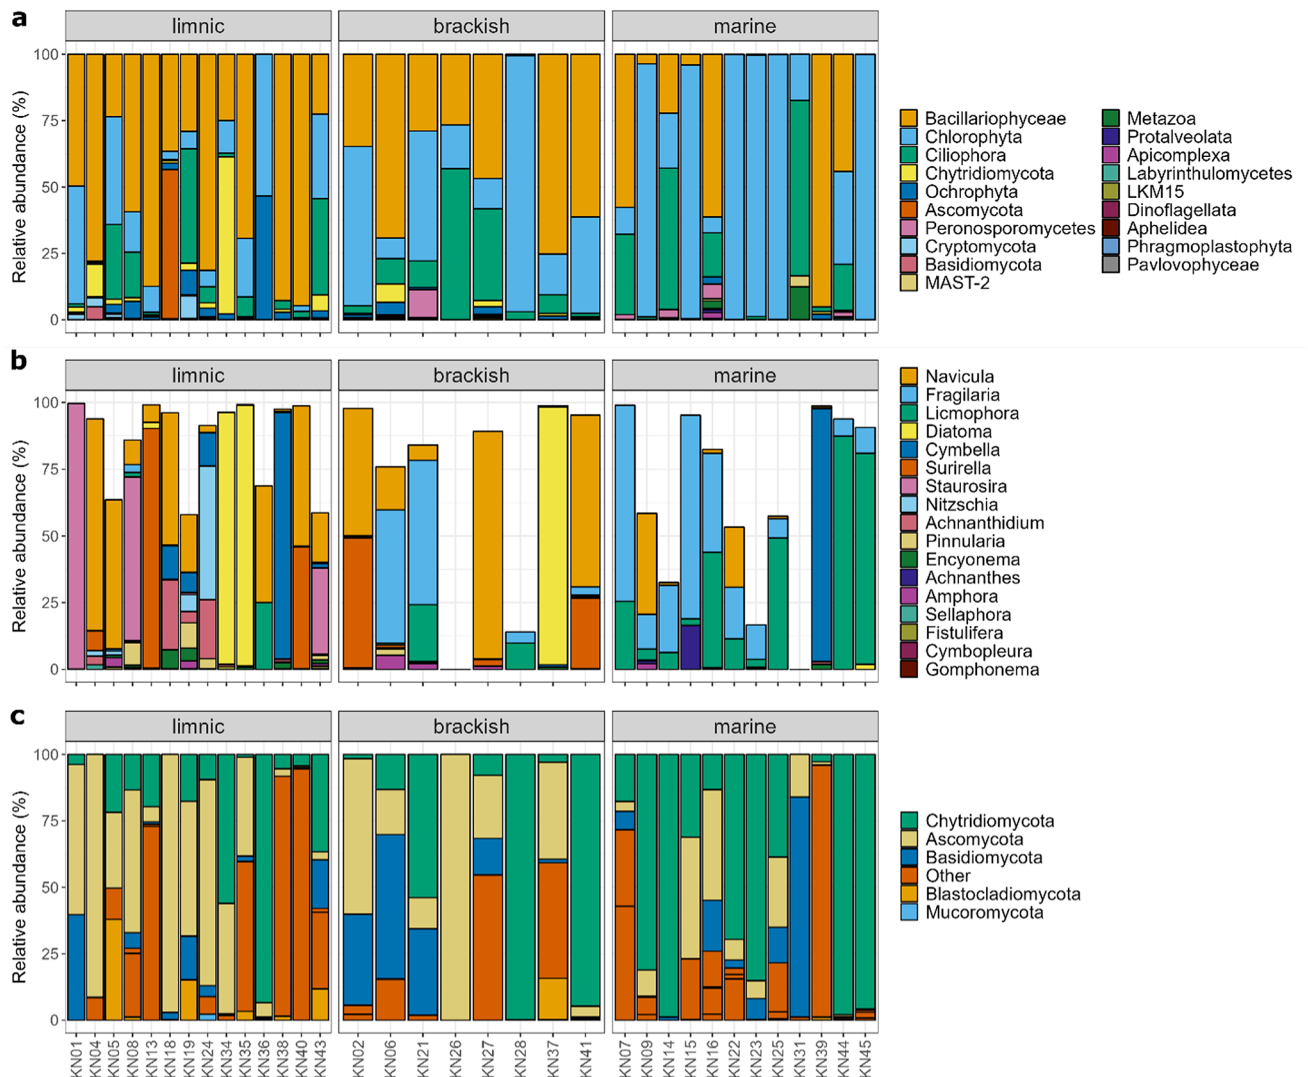 a
limnic
brackish
marine
Relative abundance (%)
100
75
50
25
0
Bacillariophyceae
Chlorophyta
Ciliophora
Chytridiomycota
Ochrophyta
Ascomycota
Peronosporomycetes
Cryptomycota
Basidiomycota
MAST-2
Metazoa
Protalveolata
Apicomplexa
Labyrinthulomycetes
LKM15
Dinoflagellata
Aphelidea
Phragmoplastophyta
Pavlovophyceae
b
limnic
brackish
marine
Relative abundance (%)
100
75
50
25
0
Navicula
Fragilaria
Licmophora
Diatoma
Cymbella
Surirella
Staurosira
Nitzschia
Achnanthidium
Pinnularia
Encyonema
Achnanthes
Amphora
Sellaphora
Fistulifera
Cymbopleura
Gomphonema
c
limnic
brackish
marine
Relative abundance (%)
100
75
50
25
0
Chytridiomycota
Ascomycota
Basidiomycota
Other
Blastocladiomycota
Mucoromycota
KN01
KN04
KN05
KN08
KN13
KN18
KN19
KN24
KN34
KN35
KN36
KN38
KN40
KN43
KN02
KN06
KN21
KN26
KN27
KN28
KN37
KN41
KN07
KN09
KN14
KN15
KN16
KN22
KN23
KN25
KN31
KN39
KN44
KN45